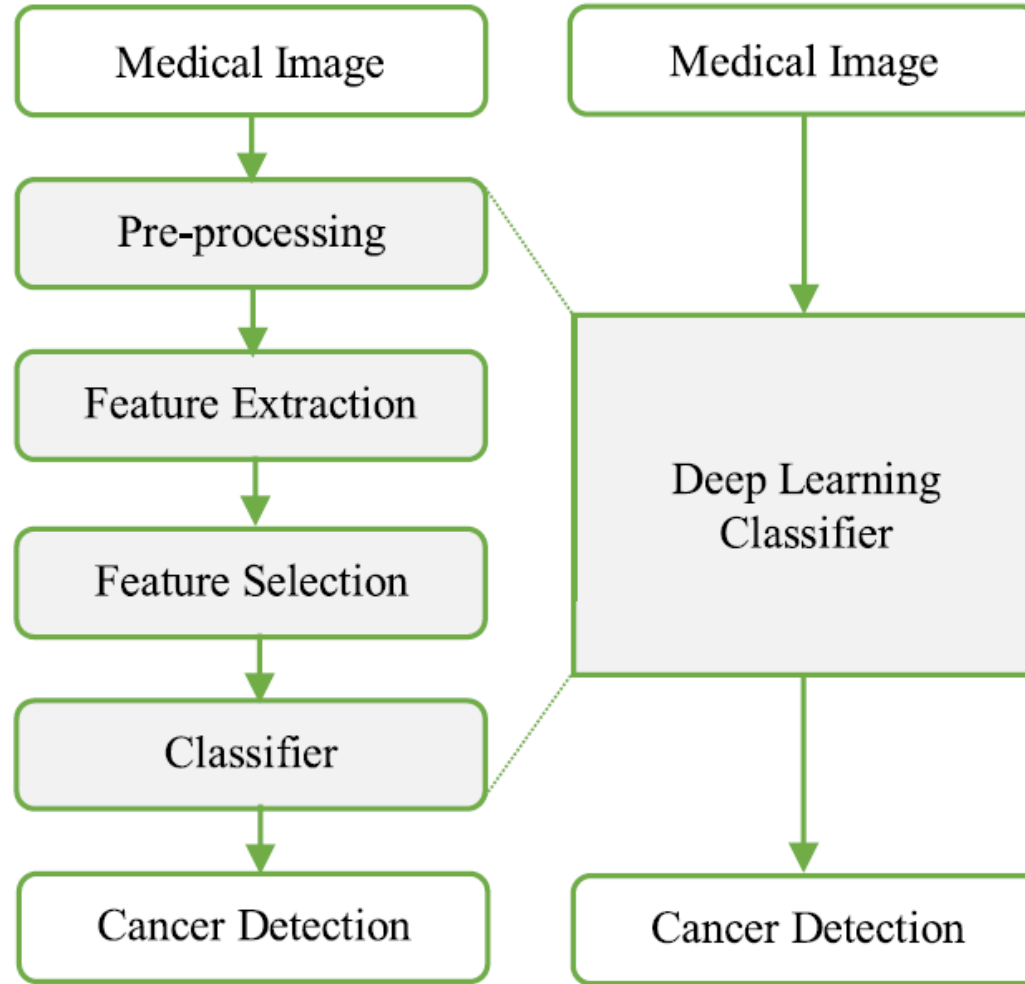 Medical Image
Pre-processing
Feature Extraction
Feature Selection
Classifier
Cancer Detection
Medical Image
Deep Learning
Classifier
Cancer Detection